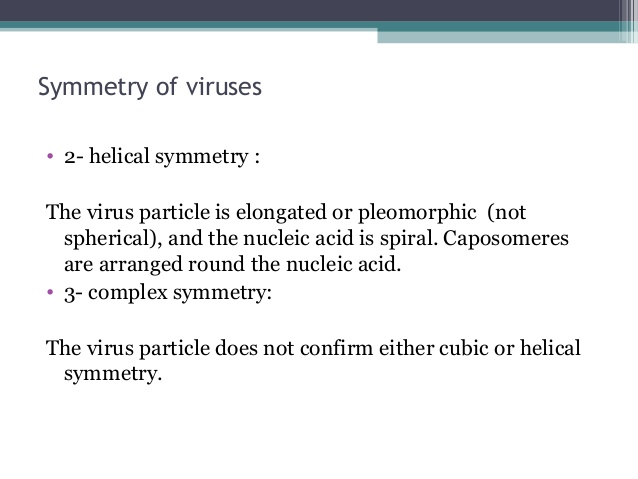 Symmetry of viruses
• 2- helical symmetry :
The virus particle is elongated or pleomorphic  (not
spherical), and the nucleic acid is spiral. Caposomeres
are arranged round the nucleic acid.
• 3- complex symmetry:
The virus particle does not confirm either cubic or helical
symmetry.